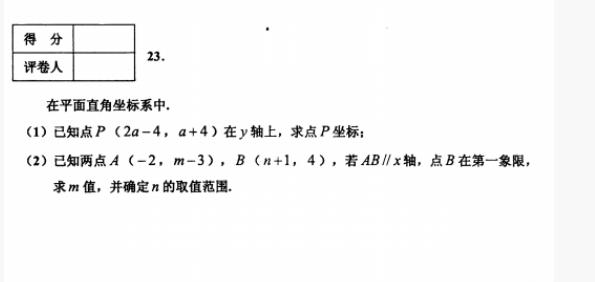 得 分
评卷人
23.
在平面直角坐标系中.
(1) 已知点P（2a－4，a+4）在y轴上，求点P坐标；
(2) 已知两点A（－2，m－3），B（n+1，4），若AB//x轴，点B在第一象限，
求m值，并确定n的取值范围.